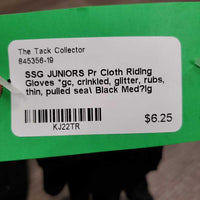 The Tack Collector
845356-19
SSG JUNIORS Pr Cloth Riding
Gloves *gc, crinkled, glitter, rubs,
thin, pulled sea\ Black Med?lg
KJ22TR
$6.25